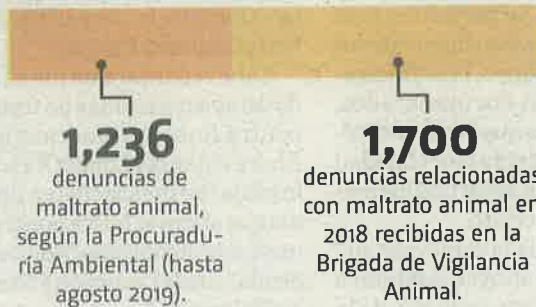 1,236
denuncias de
maltrato animal,
según la Procuradu-
ría Ambiental (hasta
agosto 2019).
1,700
denuncias relacionadas
con maltrato animal en
2018 recibidas en la
Brigada de Vigilancia
Animal.